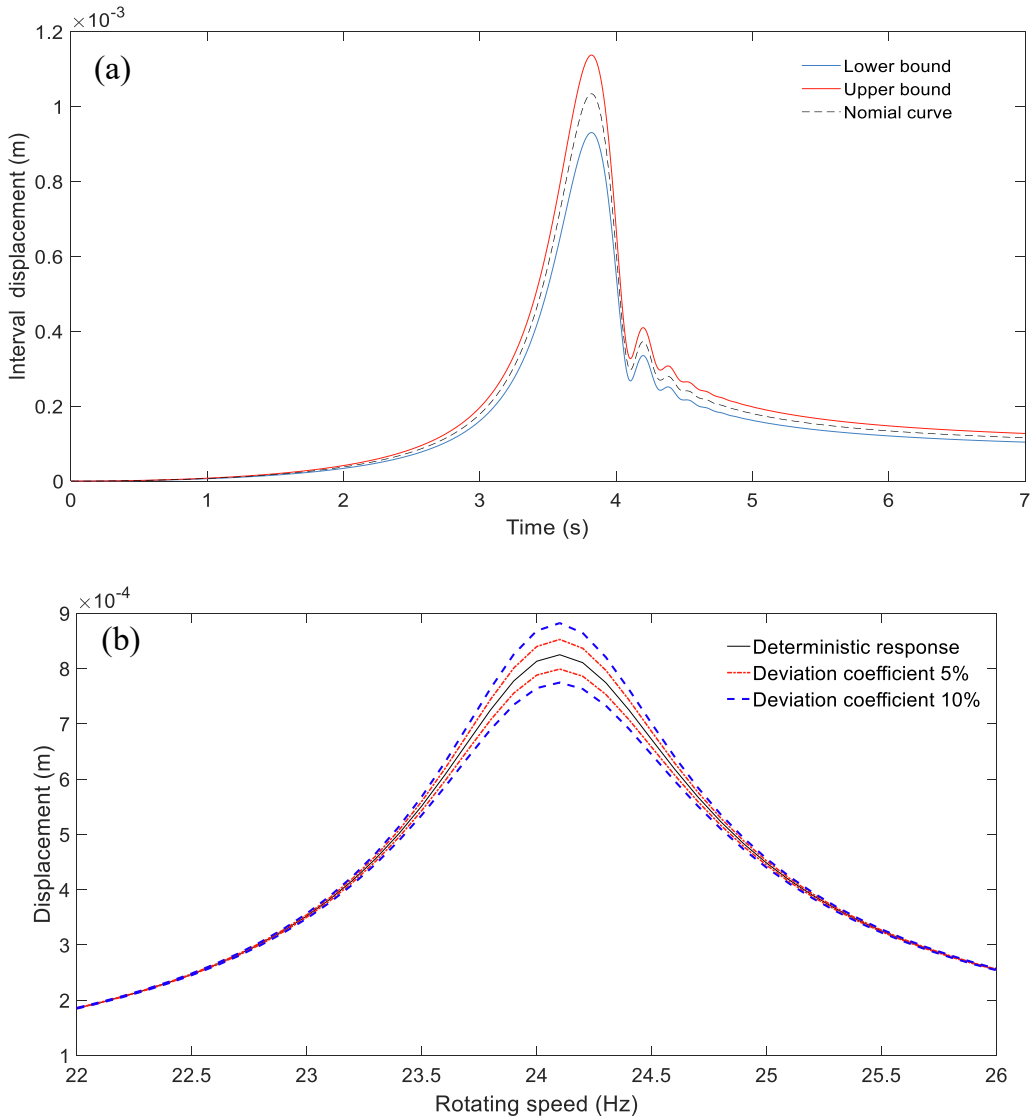 ×10-3
(a)
Lower bound
Upper bound
Nomial curve
1.2
1
0.8
0.6
0.4
0.2
0
Interval displacement (m)
0 1 2 3 4 5 6 7
Time (s)
×10-4
(b)
Deterministic response
Deviation coefficient 5%
Deviation coefficient 10%
9
8
7
6
5
4
3
2
1
Displacement (m)
22 22.5 23 23.5 24 24.5 25 25.5 26
Rotating speed (Hz)